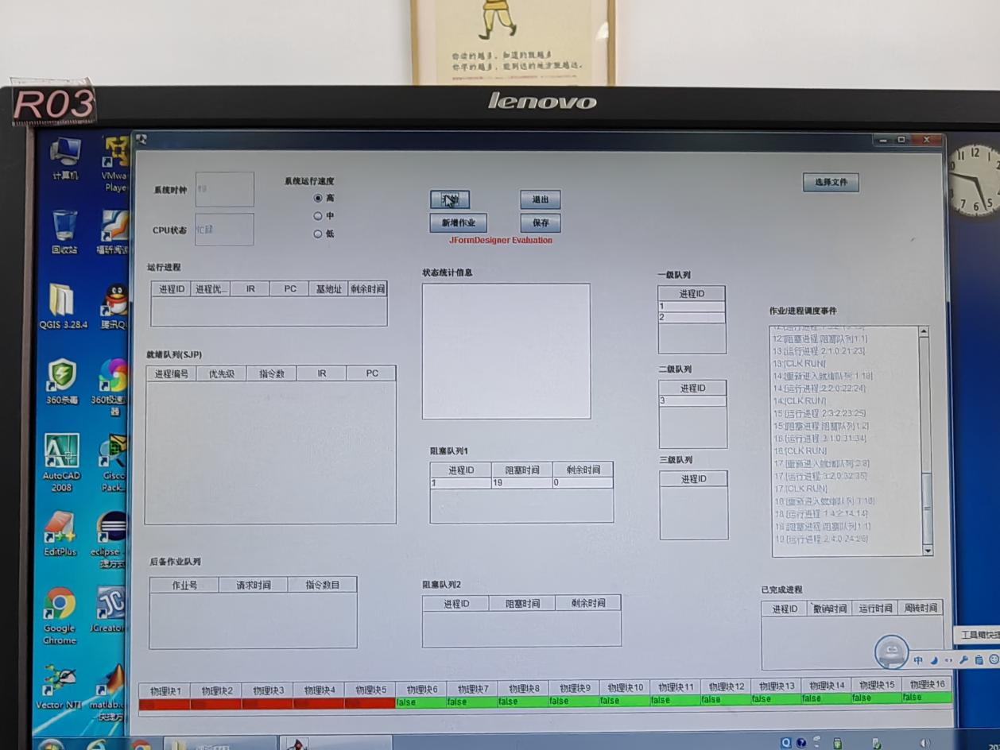 你读的越多，知道的就越多
你学的越多，能到达的地方就越远。
R03
lenovo
计算机
VMwa
Playe
回收站
福昕阅
QGIS 3.28.4
腾讯Q
360杀毒
360极速
器
AutoCAD
2008
Cisco
Pack...
EditPlus
eclipse
捷方式
Google
Chrome
JCreator
Vector NTI
matlab.
快捷方
系统时钟
19
CPU状态
系统运行速度
高
中
低
退出
新增作业
保存
JFormDesigner Evaluation
选择文件
运行进程
进程ID 进程优... IR PC 基地址 剩余时间
就绪队列(SJP)
进程编号 优先级 指令数 IR PC
后备作业队列
作业号 请求时间 指令数目
状态统计信息
阻塞队列1
进程ID 阻塞时间 剩余时间
1 19 0
阻塞队列2
进程ID 阻塞时间 剩余时间
一级队列
进程ID
1
2
二级队列
进程ID
3
三级队列
进程ID
作业/进程调度事件
12:[阻塞进程:阻塞队列1:1]
13:[运行进程:2:1:0:21:23]
13:[CLK RUN]
14:[重新进入就绪队列:1:18]
14:[运行进程:2:2:0:22:24]
14:[CLK RUN]
15:[运行进程:2:3:2:23:25]
15:[阻塞进程:阻塞队列1:2]
16:[运行进程:3:1:0:31:34]
16:[CLK RUN]
17:[重新进入就绪队列:2:8]
17:[运行进程:3:2:0:32:35]
17:[CLK RUN]
18:[重新进入就绪队列:1:18]
18:[运行进程:1:4:2:14:14]
18:[阻塞进程:阻塞队列1:1]
19:[运行进程:2:4:0:24:26]
已完成进程
进程ID 撤销时间 运行时间 周转时间
工具箱快捷
中
物理块1 物理块2 物理块3 物理块4 物理块5 物理块6 物理块7 物理块8 物理块9 物理块10 物理块11 物理块12 物理块13 物理块14 物理块15 物理块16
false false false false false false false false false false false
12
1
2
11
10
7
6
5